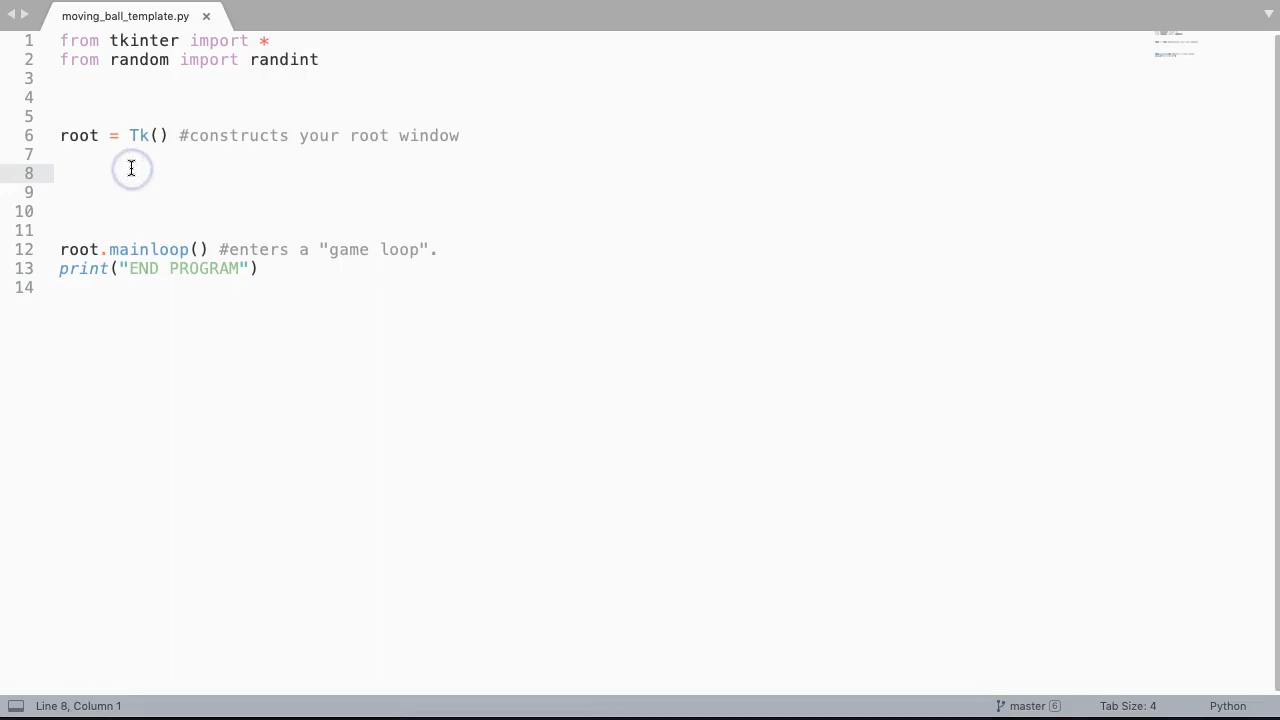 moving_ball_template.py ×
1 from tkinter import *
2 from random import randint
3
4
5
6 root = Tk() #constructs your root window
7
8
9
10
11
12 root.mainloop() #enters a "game loop".
13 print("END PROGRAM")
14
Line 8, Column 1 master 6 Tab Size: 4 Python